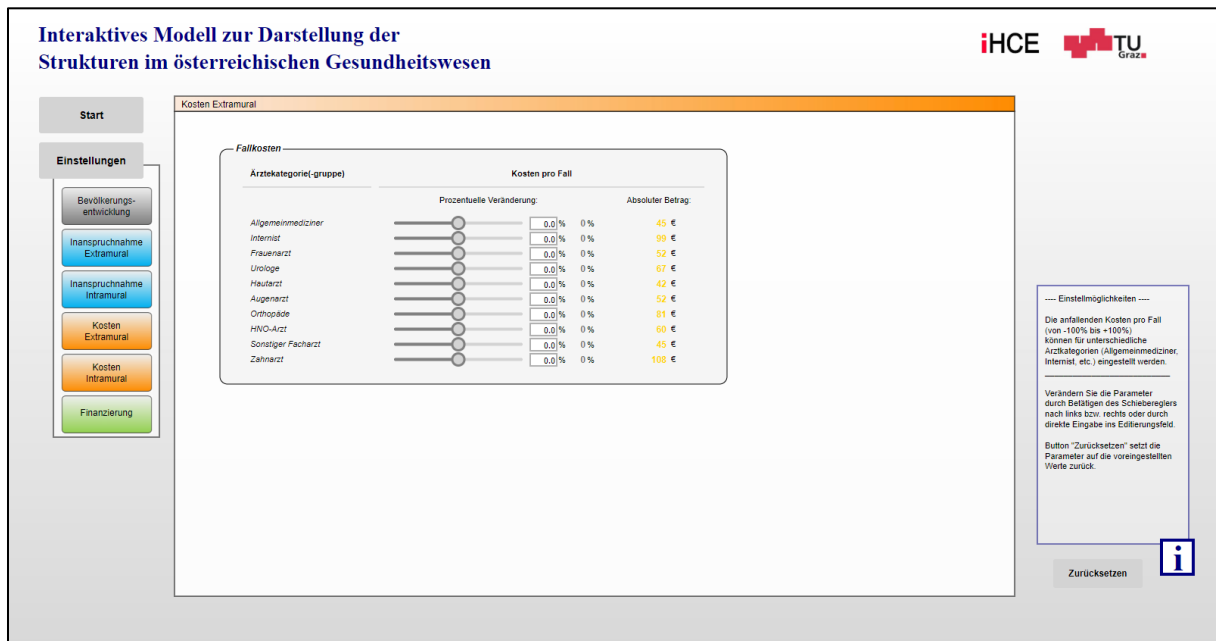 Interaktives Modell zur Darstellung der
Strukturen im österreichischen Gesundheitswesen
iHCE
TU
Graz
Start
Einstellungen
Bevölkerungs-
entwicklung
Inanspruchnahme
Extramural
Inanspruchnahme
Intramural
Kosten
Extramural
Kosten
Intramural
Finanzierung
Kosten Extramural
Fallkosten
Ärztekategorie(-gruppe) Kosten pro Fall
Prozentuelle Veränderung: Absoluter Betrag:
Allgemeinmediziner 0.0 % 0 % 45 €
Internist 0.0 % 0 % 99 €
Frauenarzt 0.0 % 0 % 52 €
Urologe 0.0 % 0 % 67 €
Hautarzt 0.0 % 0 % 42 €
Augenarzt 0.0 % 0 % 52 €
Orthopäde 0.0 % 0 % 81 €
HNO-Arzt 0.0 % 0 % 60 €
Sonstiger Facharzt 0.0 % 0 % 45 €
Zahnarzt 0.0 % 0 % 108 €
---- Einstellmöglichkeiten ----
Die anfallenden Kosten pro Fall
(von -100% bis +100%)
können für unterschiedliche
Arztkategorien (Allgemeinmediziner,
Internist, etc.) eingestellt werden.
Verändern Sie die Parameter
durch Betätigen des Schiebereglers
nach links bzw. rechts oder durch
direkte Eingabe ins Editierungsfeld.
Button "Zurücksetzen" setzt die
Parameter auf die voreingestellten
Werte zurück.
i
Zurücksetzen